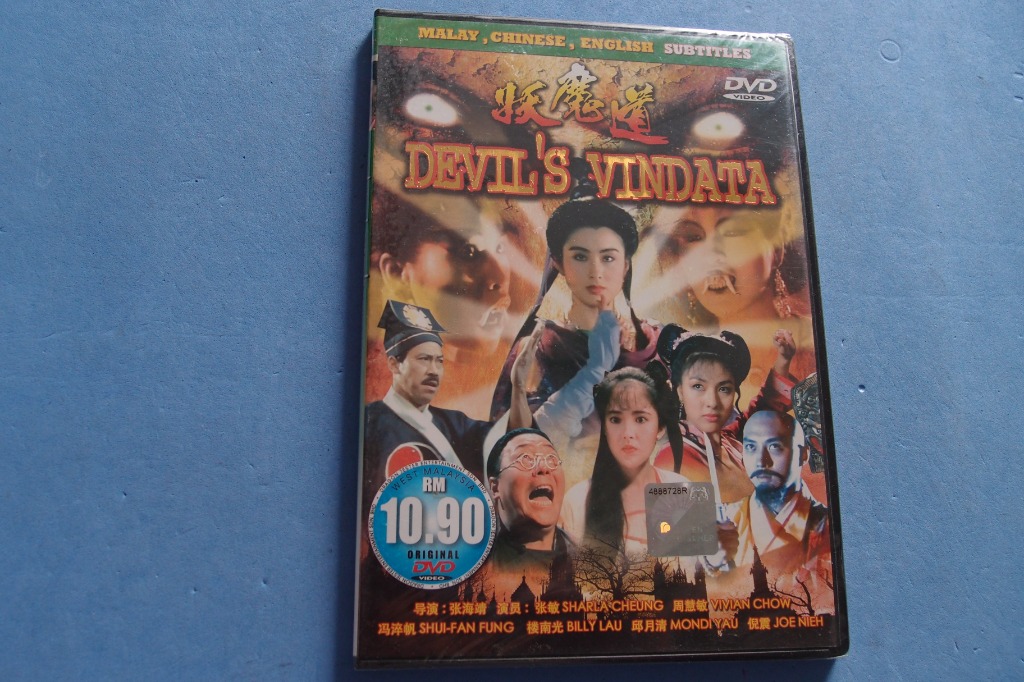 MALAY , CHINESE , ENGLISH SUBTITLES
DVD
VIDEO
妖魔道
DEVIL'S VINDATA
WEST MALAYSIA
RM
10.90
ORIGINAL
DVD
VIDEO
4888728R
导演：张海靖 演员：张敏 SHARLA CHEUNG 周慧敏 VIVIAN CHOW
冯淬帆 SHUI-FAN FUNG 楼南光 BILLY LAU 邱月清 MONDI YAU 倪震 JOE NIEH